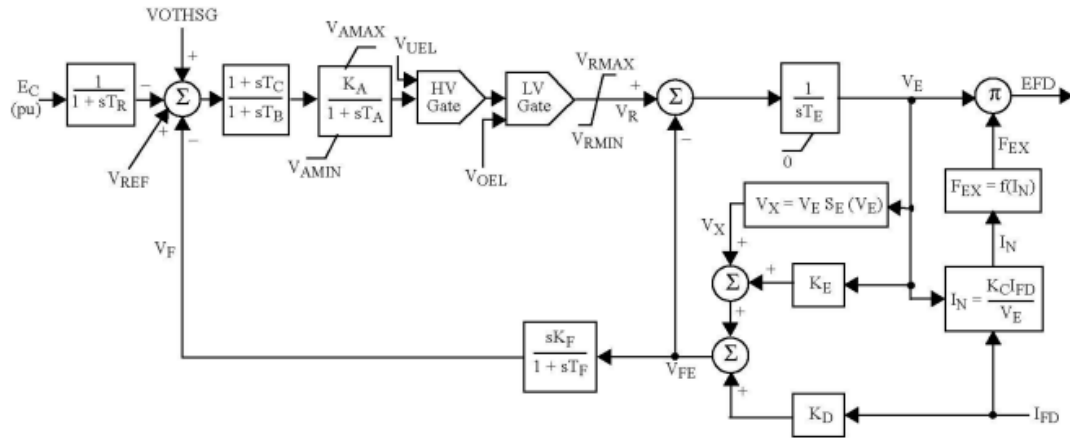 VOTHSG
E_C
(pu)
1
1 + sT_R
−
+
Σ
+
−
V_REF
1 + sT_C
1 + sT_B
V_AMAX
K_A
1 + sT_A
V_AMIN
V_UEL
HV
Gate
LV
Gate
V_OEL
V_RMAX
V_R
V_RMIN
+
Σ
−
1
sT_E
0
V_E
π
EFD
F_EX
F_EX = f(I_N)
I_N
I_N = K_C I_FD
V_E
V_X = V_E S_E (V_E)
V_X
+
Σ
+
K_E
+
Σ
+
K_D
I_FD
V_FE
sK_F
1 + sT_F
V_F